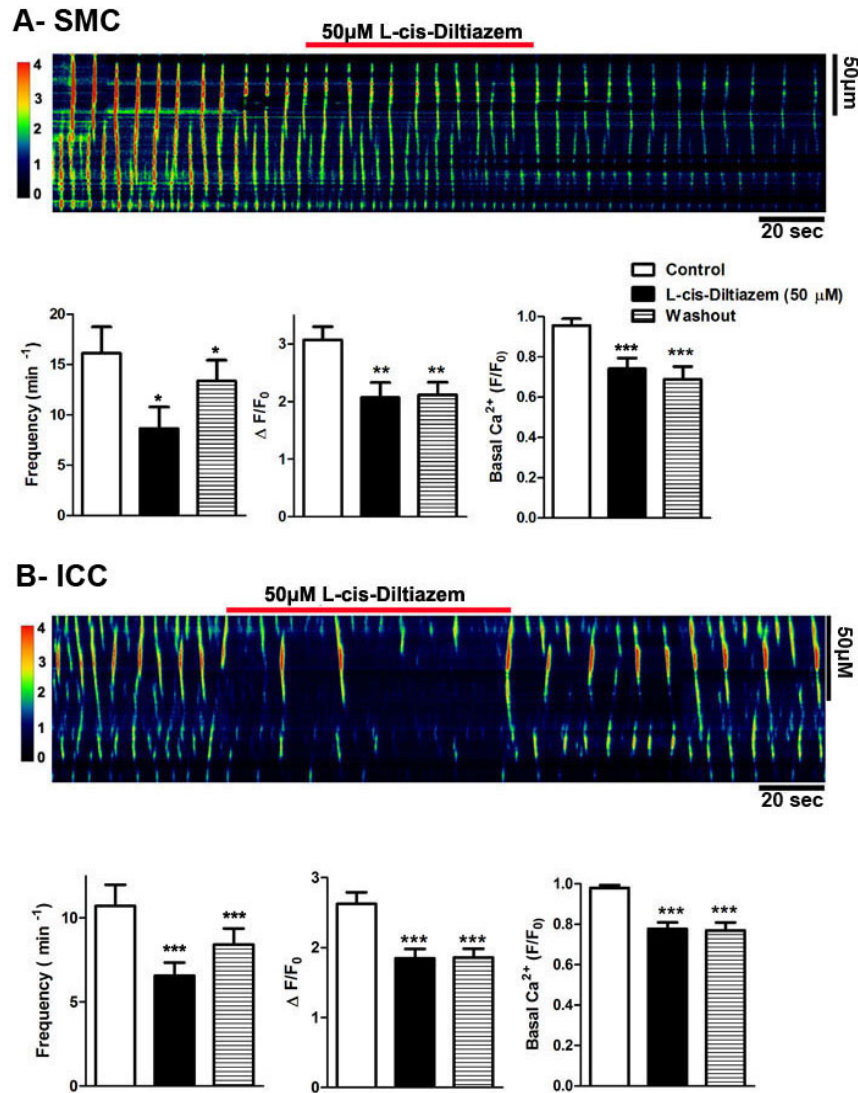 A- SMC
50µM L-cis-Diltiazem
4
3
2
1
0
50µm
20 sec
Control
L-cis-Diltiazem (50 µM)
Washout
Frequency (min ⁻¹)
20
15
10
5
0
*
*
Δ F/F₀
3
2
1
0
**
**
Basal Ca²⁺ (F/F₀)
1.0
0.8
0.6
0.4
0.2
0.0
***
***
B- ICC
50µM L-cis-Diltiazem
4
3
2
1
0
50µM
20 sec
Frequency ( min ⁻¹)
10
5
0
***
***
Δ F/F₀
3
2
1
0
***
***
Basal Ca²⁺ (F/F₀)
1.0
0.8
0.6
0.4
0.2
0.0
***
***